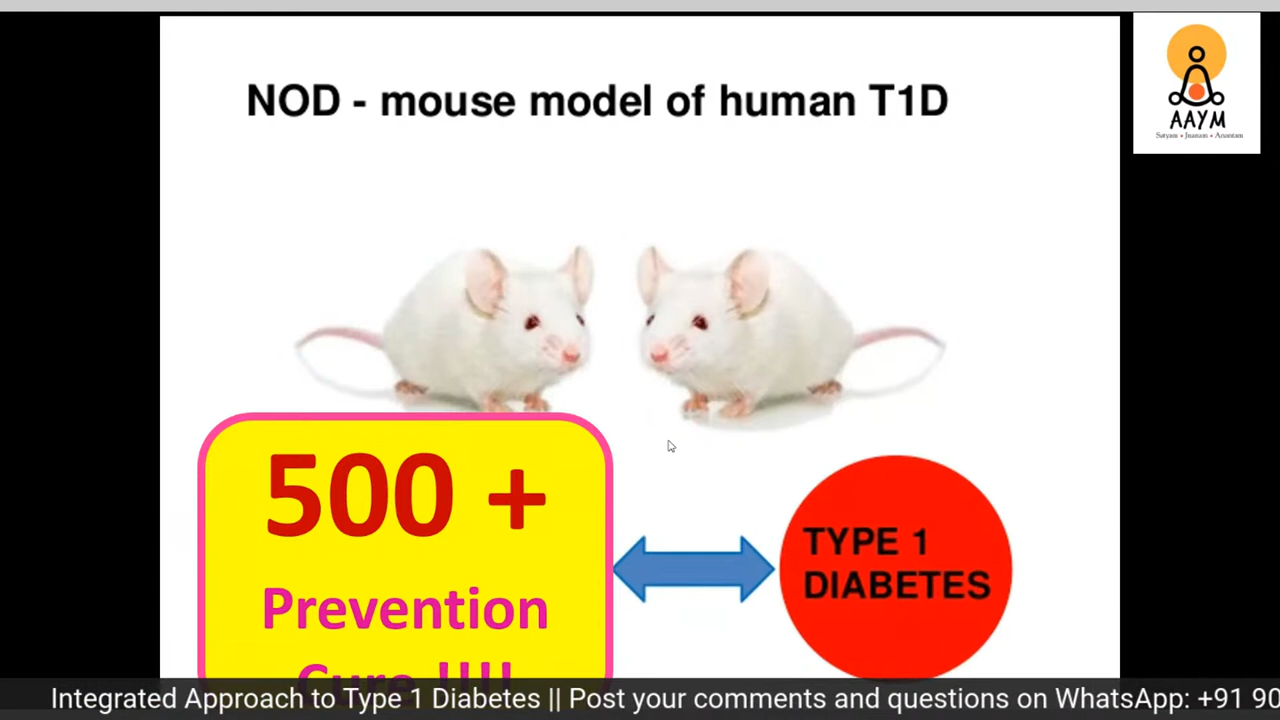 NOD - mouse model of human T1D
AAYM
Satyam • Jnanam • Anantam
500 +
Prevention
Cure !!!!
TYPE 1
DIABETES
Integrated Approach to Type 1 Diabetes || Post your comments and questions on WhatsApp: +91 90